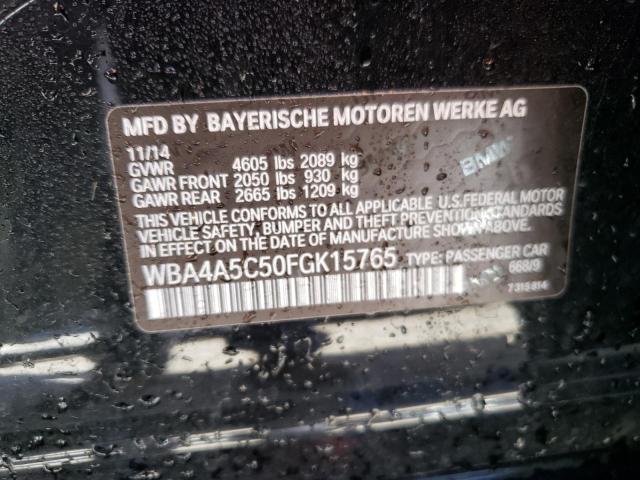 MFD BY BAYERISCHE MOTOREN WERKE AG
11/14
BMW
GVWR 4605 lbs 2089 kg
GAWR FRONT 2050 lbs 930 kg
GAWR REAR 2665 lbs 1209 kg
THIS VEHICLE CONFORMS TO ALL APPLICABLE U.S.FEDERAL MOTOR
VEHICLE SAFETY, BUMPER, AND THEFT PREVENTION STANDARDS
IN EFFECT ON THE DATE OF MANUFACTURE SHOWN ABOVE.
WBA4A5C50FGK15765 TYPE: PASSENGER CAR
668/9
7 315 814